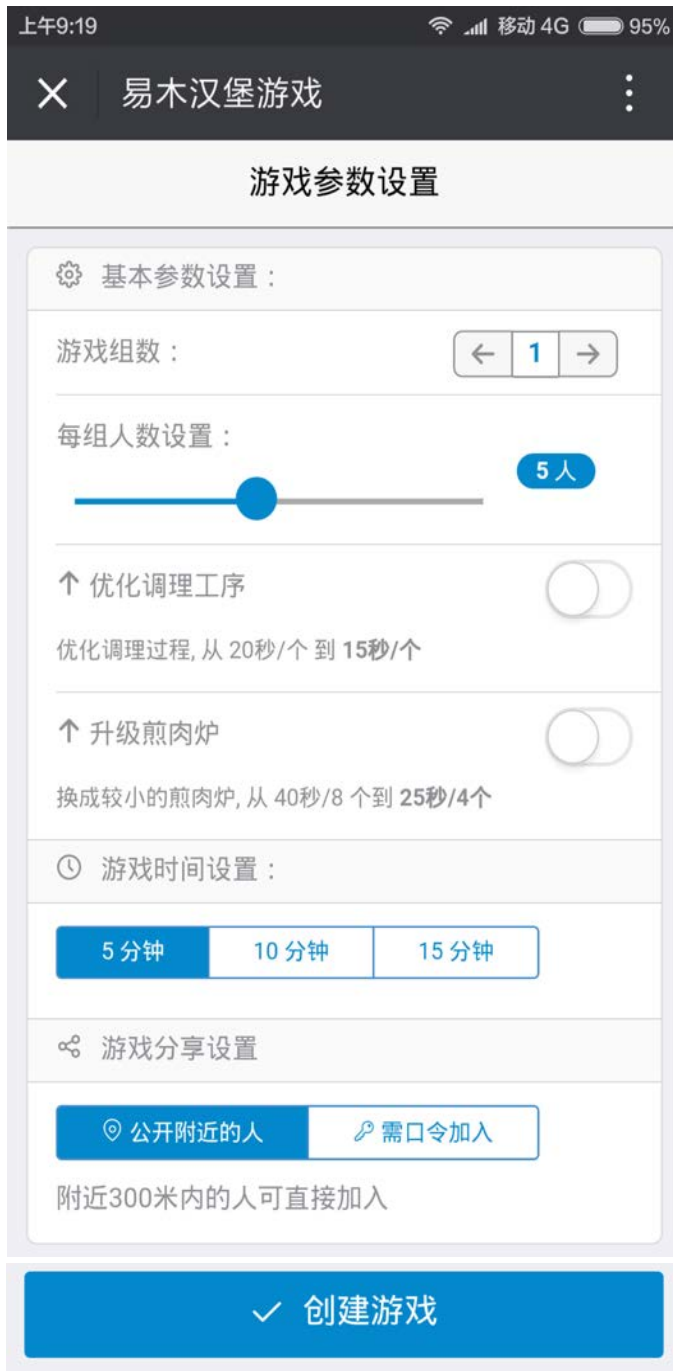 上午9:19 移动 4G 95%
易木汉堡游戏
游戏参数设置
基本参数设置：
游戏组数： 1
每组人数设置：
5 人
优化调理工序
优化调理过程, 从 20秒/个 到 15秒/个
升级煎肉炉
换成较小的煎肉炉, 从 40秒/8 个到 25秒/4个
游戏时间设置：
5 分钟 10 分钟 15 分钟
游戏分享设置
公开附近的人 需口令加入
附近300米内的人可直接加入
创建游戏